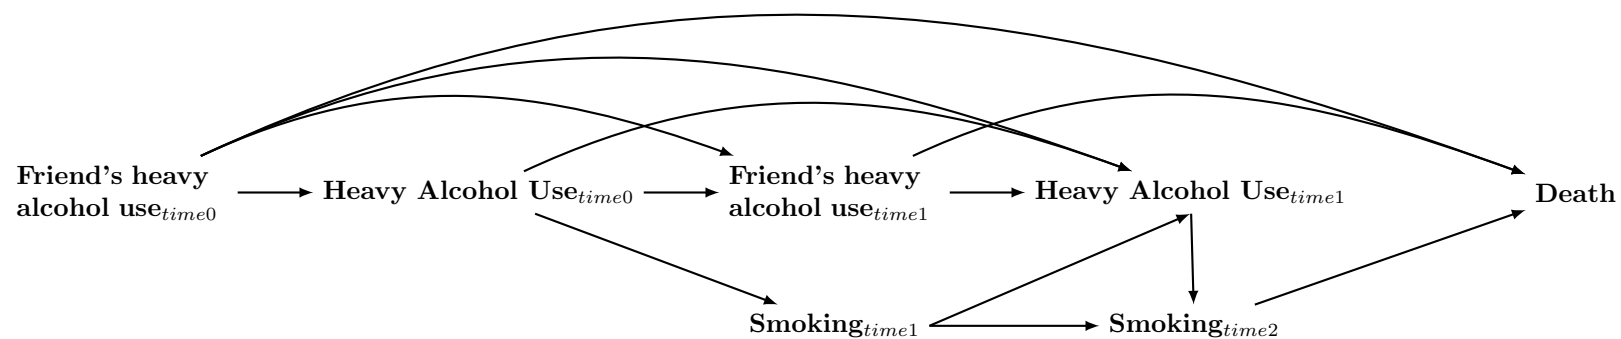 Friend's heavy
alcohol use_time0
Heavy Alcohol Use_time0
Friend's heavy
alcohol use_time1
Heavy Alcohol Use_time1
Death
Smoking_time1
Smoking_time2